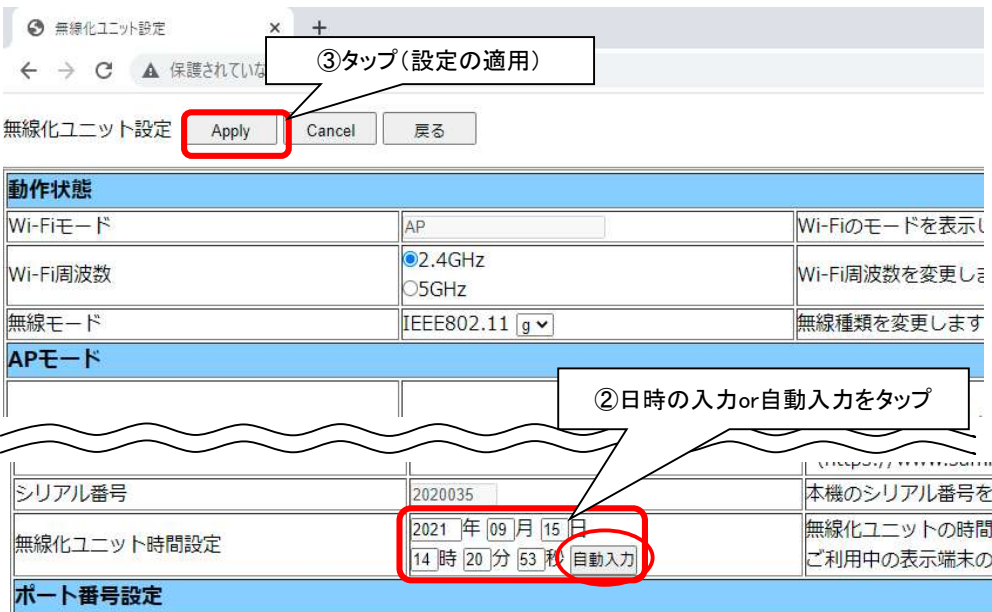 無線化ユニット設定 × +
保護されていな
③タップ(設定の適用)
無線化ユニット設定 Apply Cancel 戻る
動作状態
Wi-Fiモード AP Wi-Fiのモードを表示し
Wi-Fi周波数 2.4GHz Wi-Fi周波数を変更しま
5GHz
無線モード IEEE802.11 g 無線種類を変更します
APモード
②日時の入力or自動入力をタップ
シリアル番号 2020035 本機のシリアル番号を
無線化ユニット時間設定 2021 年 09 月 15 日 無線化ユニットの時間
14 時 20 分 53 秒 自動入力 ご利用中の表示端末の
ポート番号設定